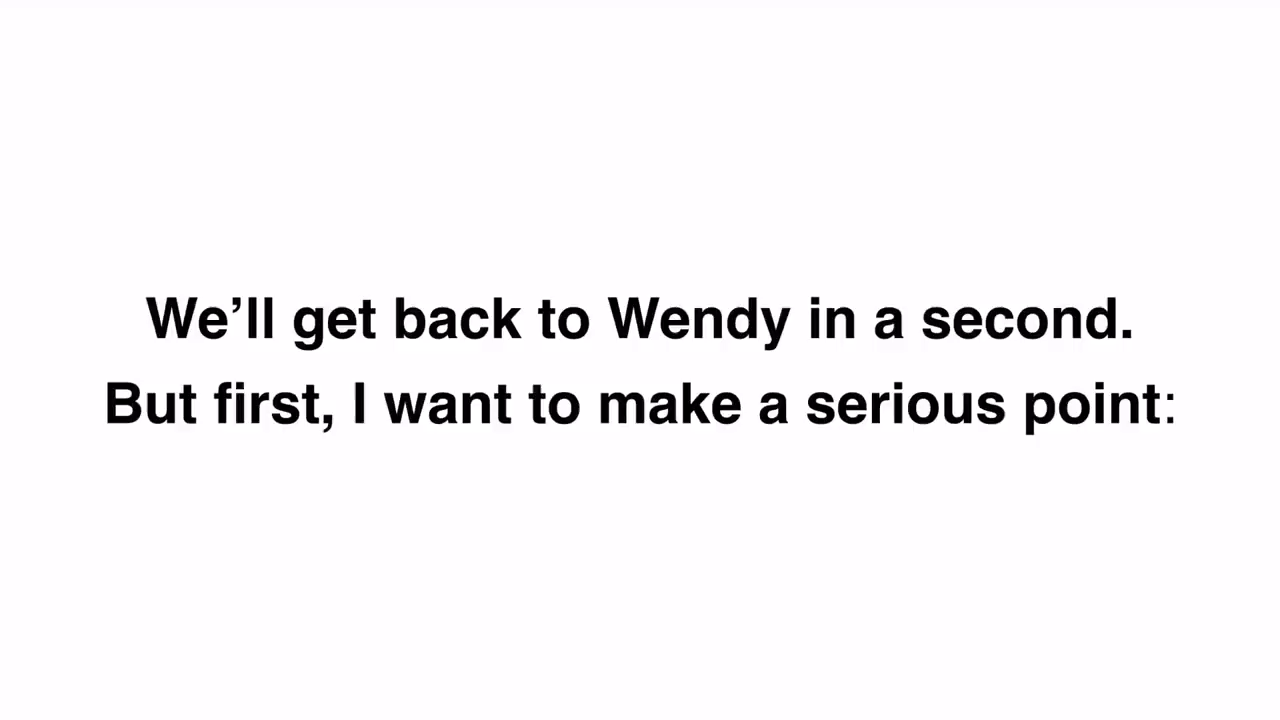 We’ll get back to Wendy in a second.
But first, I want to make a serious point: